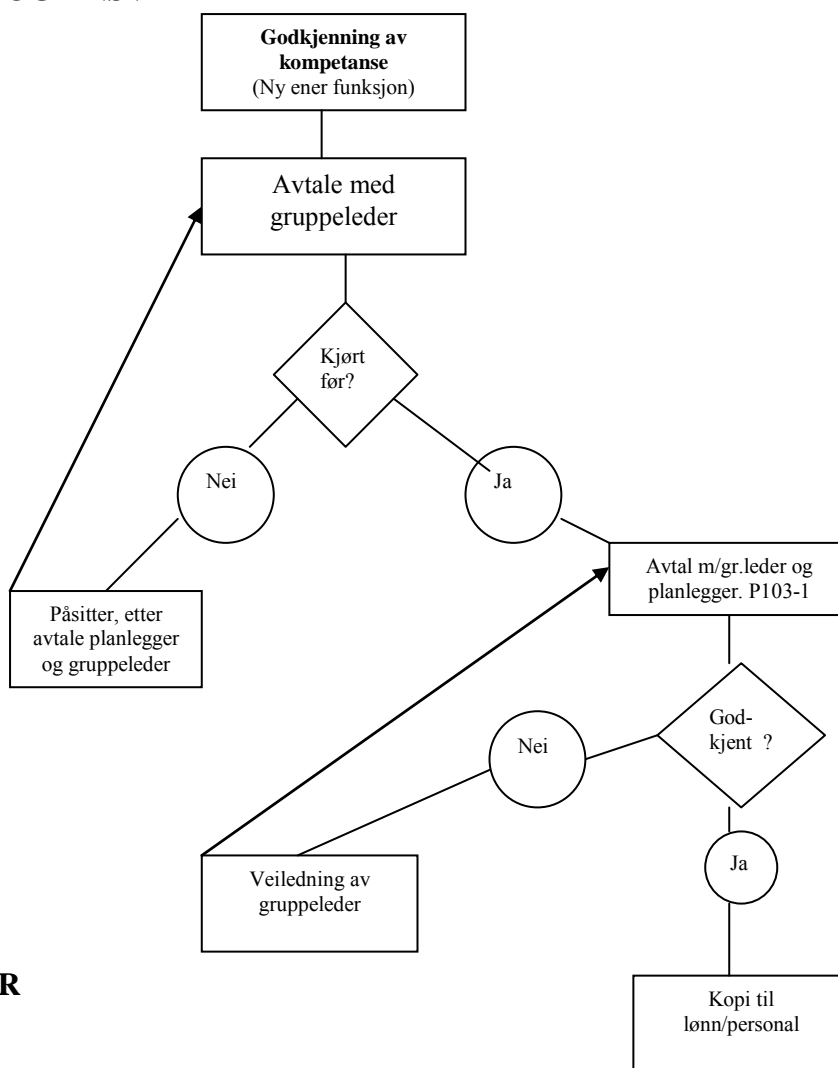 Godkjenning av
kompetanse
(Ny ener funksjon)
Avtale med
gruppeleder
Kjørt
før?
Nei
Ja
Påsitter, etter
avtale planlegger
og gruppeleder
Avtal m/gr.leder og
planlegger. P103-1
God-
kjent ?
Nei
Ja
Veiledning av
gruppeleder
R
Kopi til
lønn/personal